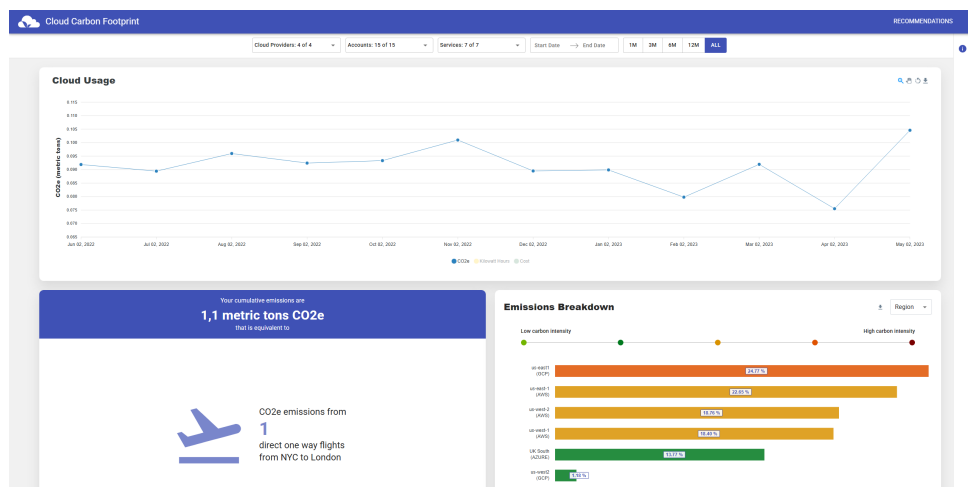 Cloud Carbon Footprint
RECOMMENDATIONS
Cloud Providers: 4 of 4
Accounts: 15 of 15
Services: 7 of 7
Start Date → End Date
1M 3M 6M 12M ALL
Cloud Usage
CO2e (metric tons)
0.115
0.110
0.105
0.095
0.090
0.085
0.080
0.075
0.070
0.065
Jun 02, 2022
Jul 02, 2022
Aug 02, 2022
Sep 02, 2022
Oct 02, 2022
Nov 02, 2022
Dec 02, 2022
Jan 02, 2023
Feb 02, 2023
Mar 02, 2023
Apr 02, 2023
May 02, 2023
CO2e Kilowatt Hours Cost
Your cumulative emissions are
1,1 metric tons CO2e
that is equivalent to
CO2e emissions from
1
direct one way flights
from NYC to London
Emissions Breakdown
Region
Low carbon intensity
High carbon intensity
us-east1
(GCP)
24,77 %
us-east-1
(AWS)
22,65 %
us-west-2
(AWS)
18,76 %
us-west-1
(AWS)
18,40 %
UK South
(AZURE)
13,77 %
us-west2
(GCP)